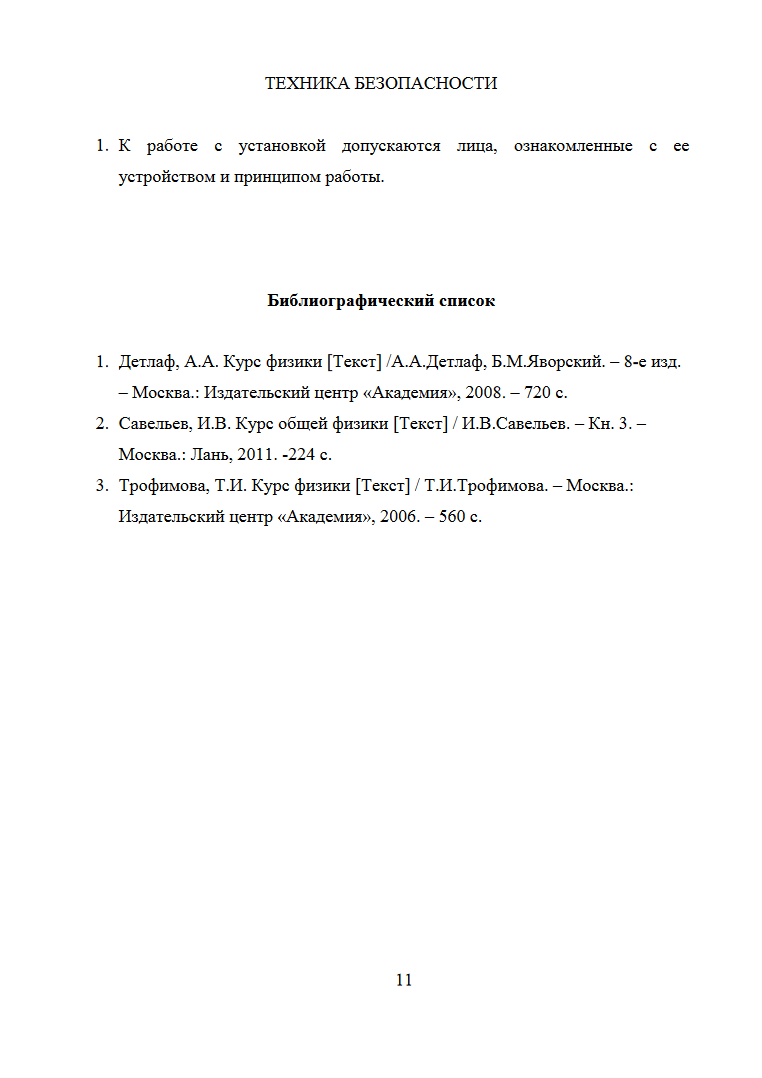 ТЕХНИКА БЕЗОПАСНОСТИ
1. К работе с установкой допускаются лица, ознакомленные с ее
устройством и принципом работы.
Библиографический список
1. Детлаф, А.А. Курс физики [Текст] /А.А.Детлаф, Б.М.Яворский. – 8-е изд.
– Москва.: Издательский центр «Академия», 2008. – 720 с.
2. Савельев, И.В. Курс общей физики [Текст] / И.В.Савельев. – Кн. 3. –
Москва.: Лань, 2011. -224 с.
3. Трофимова, Т.И. Курс физики [Текст] / Т.И.Трофимова. – Москва.:
Издательский центр «Академия», 2006. – 560 с.
11